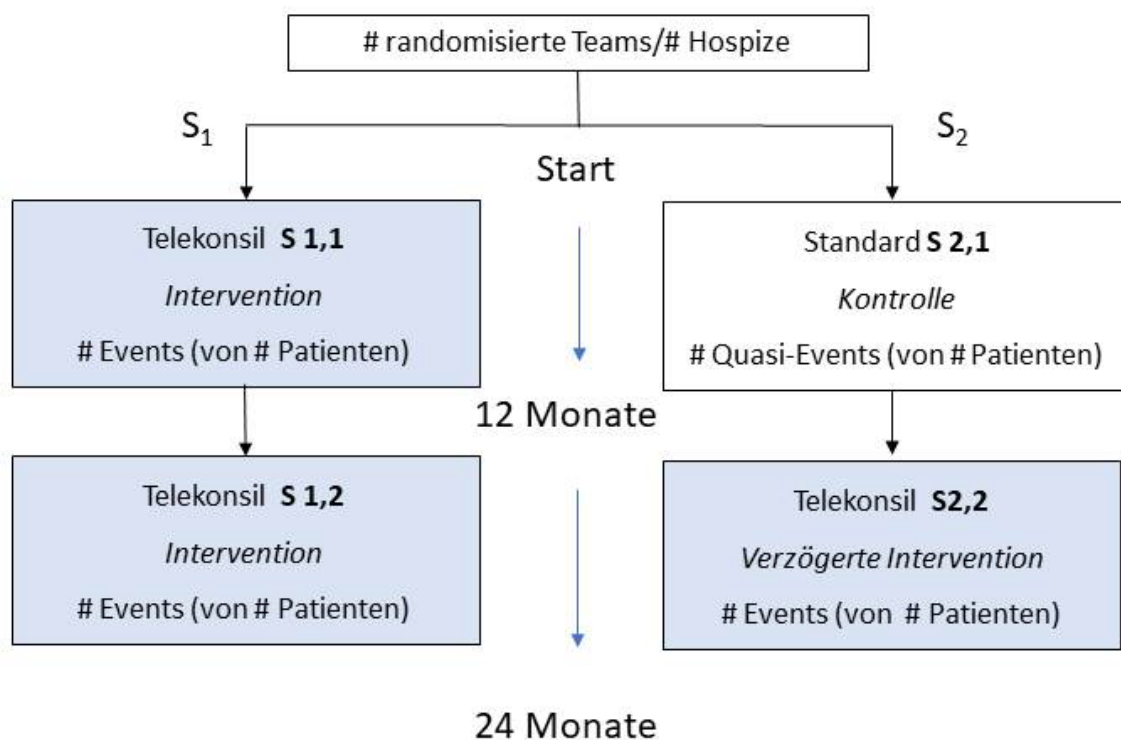 # randomisierte Teams/# Hospize
S1
S2
Start
Telekonsil S 1,1
Intervention
# Events (von # Patienten)
Standard S 2,1
Kontrolle
# Quasi-Events (von # Patienten)
12 Monate
Telekonsil S 1,2
Intervention
# Events (von # Patienten)
Telekonsil S2,2
Verzögerte Intervention
# Events (von # Patienten)
24 Monate